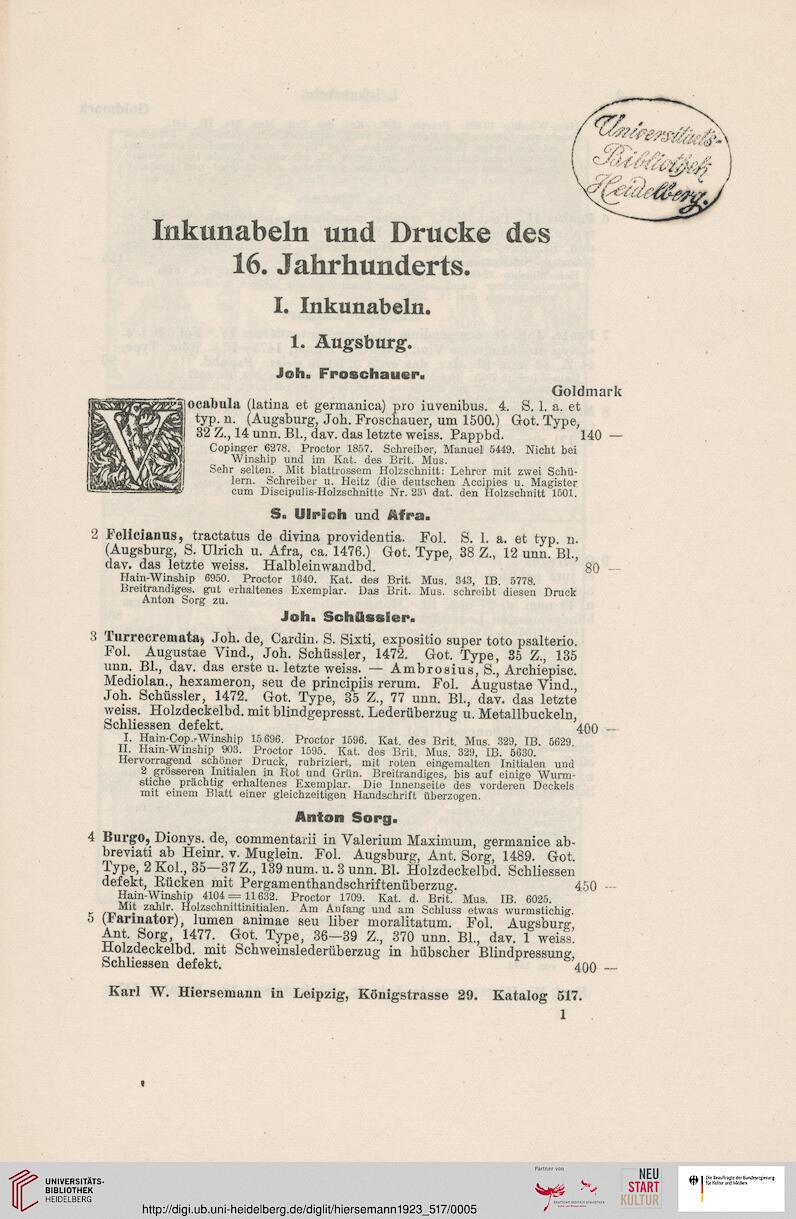 Universitaets-
Bibliothek
Heidelberg.
Inkunabeln und Drucke des
16. Jahrhunderts.
I. Inkunabeln.
1. Augsburg.
Joh. Froschauer.
Goldmark
Vocabula (latina et germanica) pro iuvenibus. 4. S. l. a. et
typ. n. (Augsburg, Joh. Froschauer, um 1500.) Got. Type,
32 Z., 14 unn. Bl., dav. das letzte weiss. Pappbd. 140 —
Copinger 6278. Proctor 1857. Schreiber, Manuel 5449. Nicht bei
Winship und im Kat. des Brit. Mus.
Sehr selten. Mit blattrossem Holzschnitt: Lehrer mit zwei Schü-
lern. Schreiber u. Heitz (die deutschen Accipies u. Magister
cum Discipulis-Holzschnitte Nr. 23) dat. den Holzschnitt 1501.
S. Ulrich und Afra.
2 Felicianus, tractatus de divina providentia. Fol. S. l. a. et typ. n.
(Augsburg, S. Ulrich u. Afra, ca. 1476.) Got. Type, 38 Z., 12 unn. Bl.,
dav. das letzte weiss. Halbleinwandbd. 80 —
Hain-Winship 6950. Proctor 1640. Kat. des Brit. Mus. 343, IB. 5778.
Breitrandiges. gut erhaltenes Exemplar. Das Brit. Mus. schreibt diesen Druck
Anton Sorg zu.
Joh. Schüssler.
3 Turrecremata, Joh. de, Cardin. S. Sixti, expositio super toto psalterio.
Fol. Augustae Vind., Joh. Schüssler, 1472. Got. Type, 35 Z., 135
unn. Bl., dav. das erste u. letzte weiss. — Ambrosius, S., Archiepisc.
Mediolan., hexameron, seu de principiis rerum. Fol. Augustae Vind.,
Joh. Schüssler, 1472. Got. Type, 35 Z., 77 unn. Bl., dav. das letzte
weiss. Holzdeckelbd. mit blindgepresst. Lederüberzug u. Metallbuckeln,
Schliessen defekt. 400 —
I. Hain-Cop.-Winship 15 696. Proctor 1596. Kat. des Brit. Mus. 329, IB. 5629.
II. Hain-Winship 903. Proctor 1595. Kat. des Brit. Mus. 329, IB. 5630.
Hervorragend schöner Druck, rubriziert, mit roten eingemalten Initialen und
2 grösseren Initialen in Rot und Grün. Breitrandiges, bis auf einige Wurm-
stiche prächtig erhaltenes Exemplar. Die Innenseite des vorderen Deckels
mit einem Blatt einer gleichzeitigen Handschrift überzogen.
Anton Sorg.
4 Burgo, Dionys. de, commentarii in Valerium Maximum, germanice ab-
breviati ab Heinr. v. Muglein. Fol. Augsburg, Ant. Sorg, 1489. Got.
Type, 2 Kol., 35—37 Z., 139 num. u. 3 unn. Bl. Holzdeckelbd. Schliessen
defekt, Rücken mit Pergamenthandschriftenüberzug. 450 —
Hain-Winship 4104 = 11 632. Proctor 1709. Kat. d. Brit. Mus. IB. 6025.
Mit zahlr. Holzschnittinitialen. Am Anfang und am Schluss etwas wurmstichig.
5 (Farinator), lumen animae seu liber moralitatum. Fol. Augsburg,
Ant. Sorg, 1477. Got. Type, 36—39 Z., 370 unn. Bl., dav. 1 weiss.
Holzdeckelbd. mit Schweinslederüberzug in hübscher Blindpressung,
Schliessen defekt. 400 —
Karl W. Hiersemann in Leipzig, Königstrasse 29. Katalog 517.
1
UNIVERSITÄTS-
BIBLIOTHEK
HEIDELBERG
http://digi.ub.uni-heidelberg.de/diglit/hiersemann1923_517/0005
Partner von
DEUTSCHE DIGITALE BIBLIOTHEK
NEU
START
KULTUR
Die Beauftragte der Bundesregierung
für Kultur und Medien